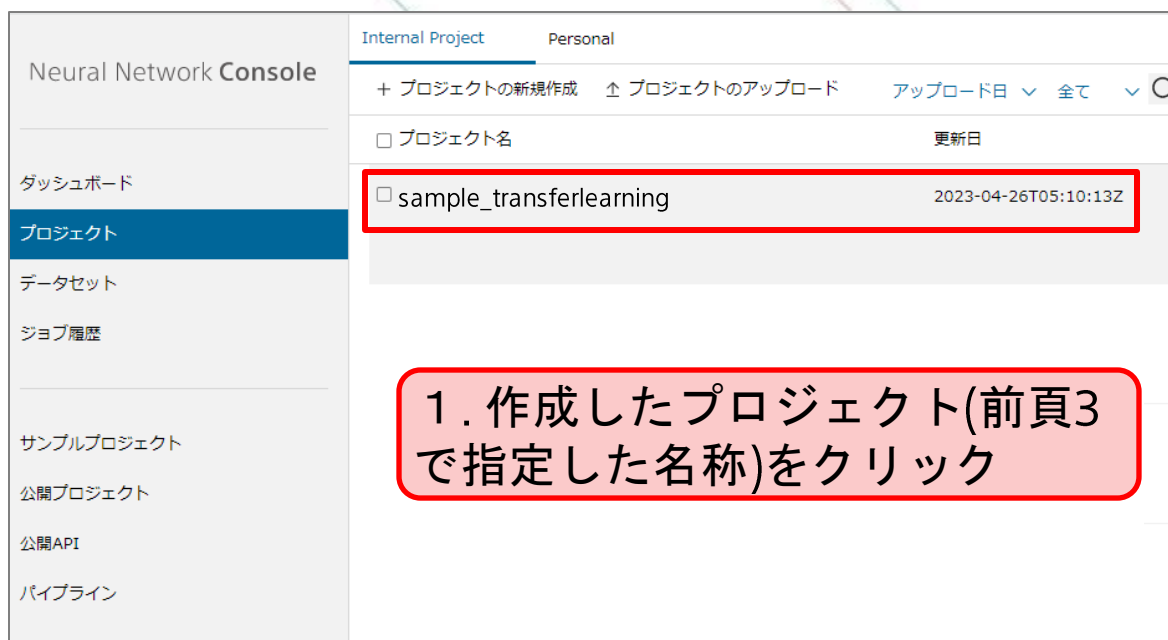 Neural Network Console
ダッシュボード
プロジェクト
データセット
ジョブ履歴
サンプルプロジェクト
公開プロジェクト
公開API
パイプライン
Internal Project Personal
+ プロジェクトの新規作成 プロジェクトのアップロード アップロード日 全て
プロジェクト名 更新日
sample_transferlearning 2023-04-26T05:10:13Z
１. 作成したプロジェクト(前頁3
で指定した名称)をクリック